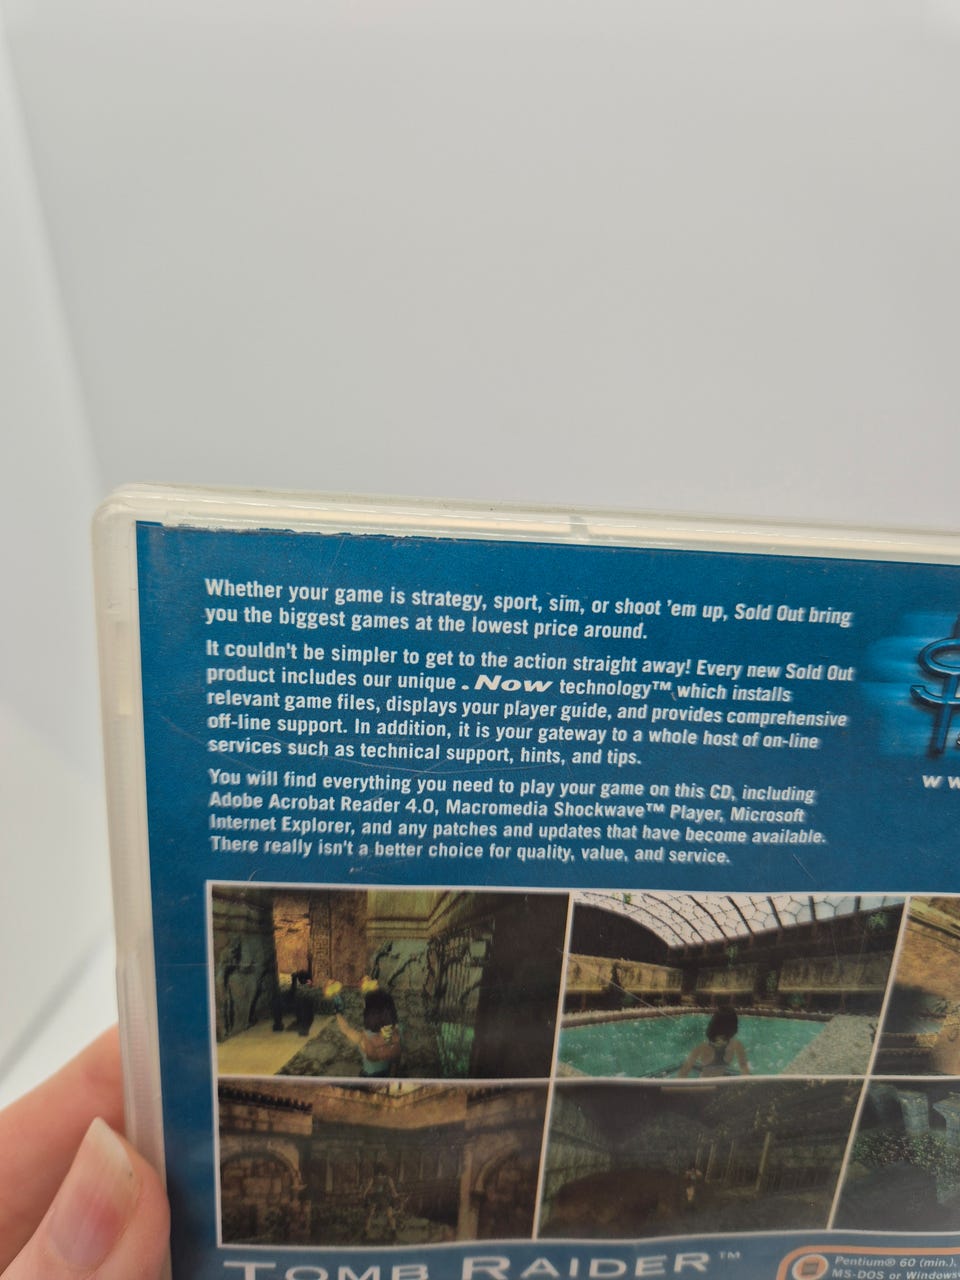 Whether your game is strategy, sport, sim, or shoot 'em up, Sold Out bring
you the biggest games at the lowest price around.
It couldn't be simpler to get to the action straight away! Every new Sold Out
product includes our unique .Now technology™ which installs
relevant game files, displays your player guide, and provides comprehensive
off-line support. In addition, it is your gateway to a whole host of on-line
services such as technical support, hints, and tips.
You will find everything you need to play your game on this CD, including
Adobe Acrobat Reader 4.0, Macromedia Shockwave™ Player, Microsoft
Internet Explorer, and any patches and updates that have become available.
There really isn't a better choice for quality, value, and service.
TOMB RAIDER™
Pentium® 60 (min.),
MS-DOS or Windows